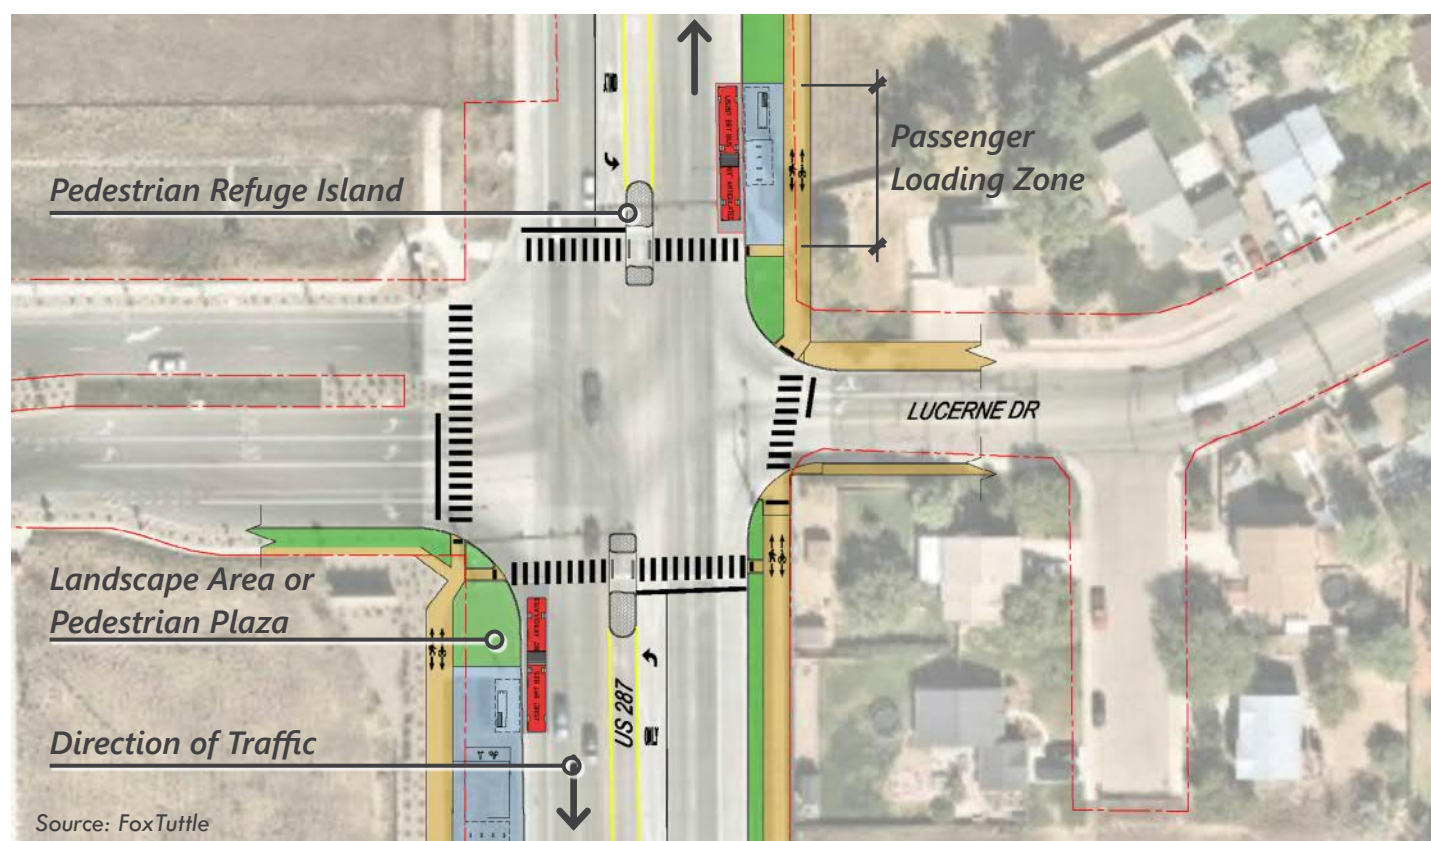 Pedestrian Refuge Island
Passenger
Loading Zone
LUCERNE DR
Landscape Area or
Pedestrian Plaza
US 287
Direction of Traffic
Source: FoxTuttle